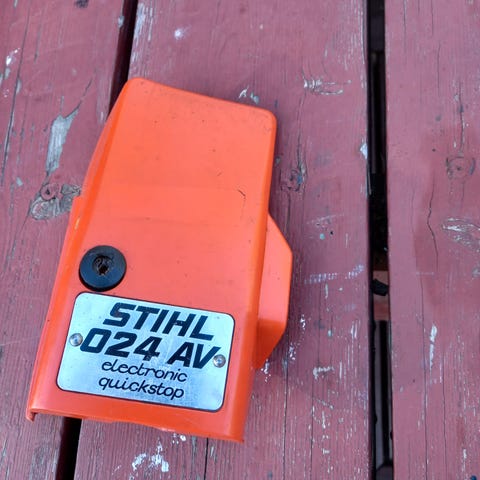 STIHL
024 AV
electronic
quickstop